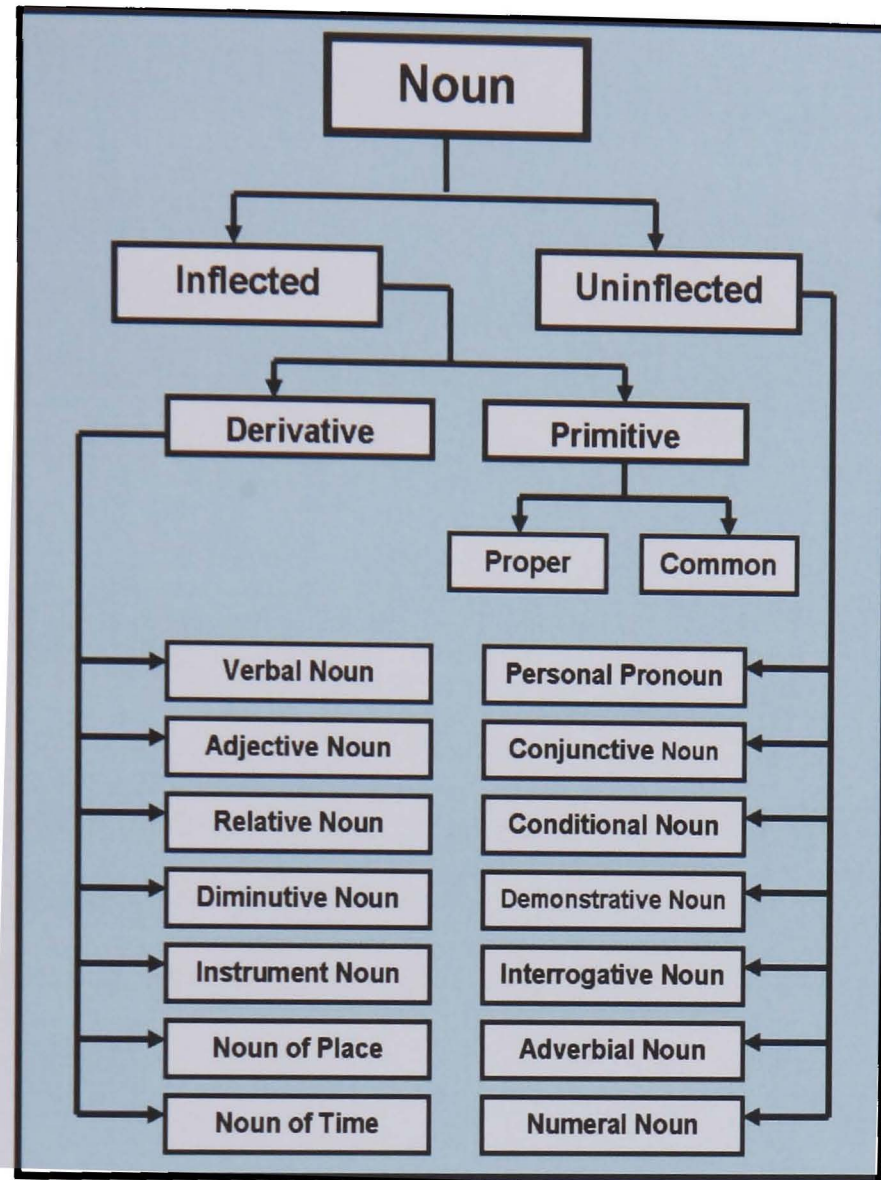 Noun
Inflected
Uninflected
Derivative
Primitive
Proper
Common
Verbal Noun
Personal Pronoun
Adjective Noun
Conjunctive Noun
Relative Noun
Conditional Noun
Diminutive Noun
Demonstrative Noun
Instrument Noun
Interrogative Noun
Noun of Place
Adverbial Noun
Noun of Time
Numeral Noun